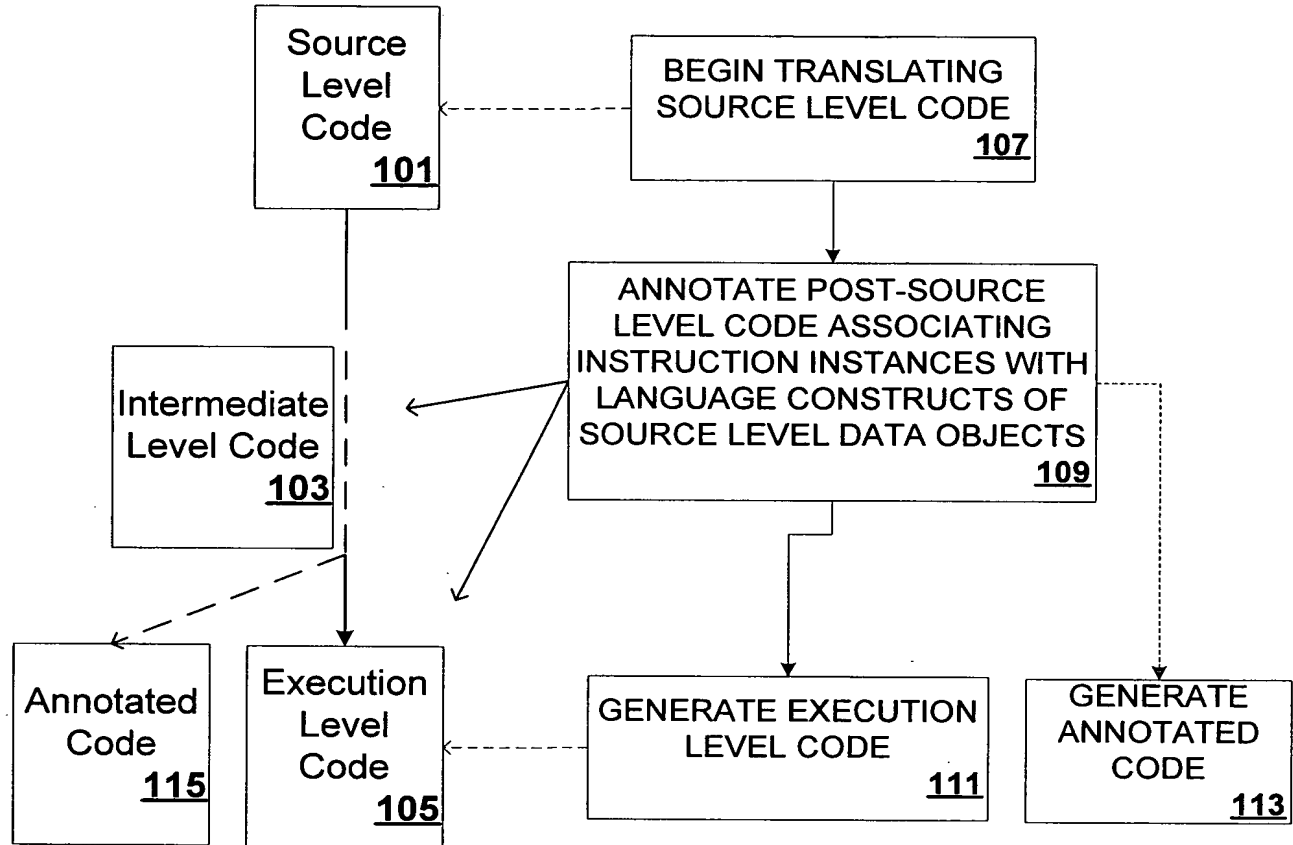 Source
Level
Code
101
BEGIN TRANSLATING
SOURCE LEVEL CODE
107
ANNOTATE POST-SOURCE
LEVEL CODE ASSOCIATING
INSTRUCTION INSTANCES WITH
LANGUAGE CONSTRUCTS OF
SOURCE LEVEL DATA OBJECTS
109
Intermediate
Level Code
103
Annotated
Code
115
Execution
Level
Code
105
GENERATE EXECUTION
LEVEL CODE
111
GENERATE
ANNOTATED
CODE
113